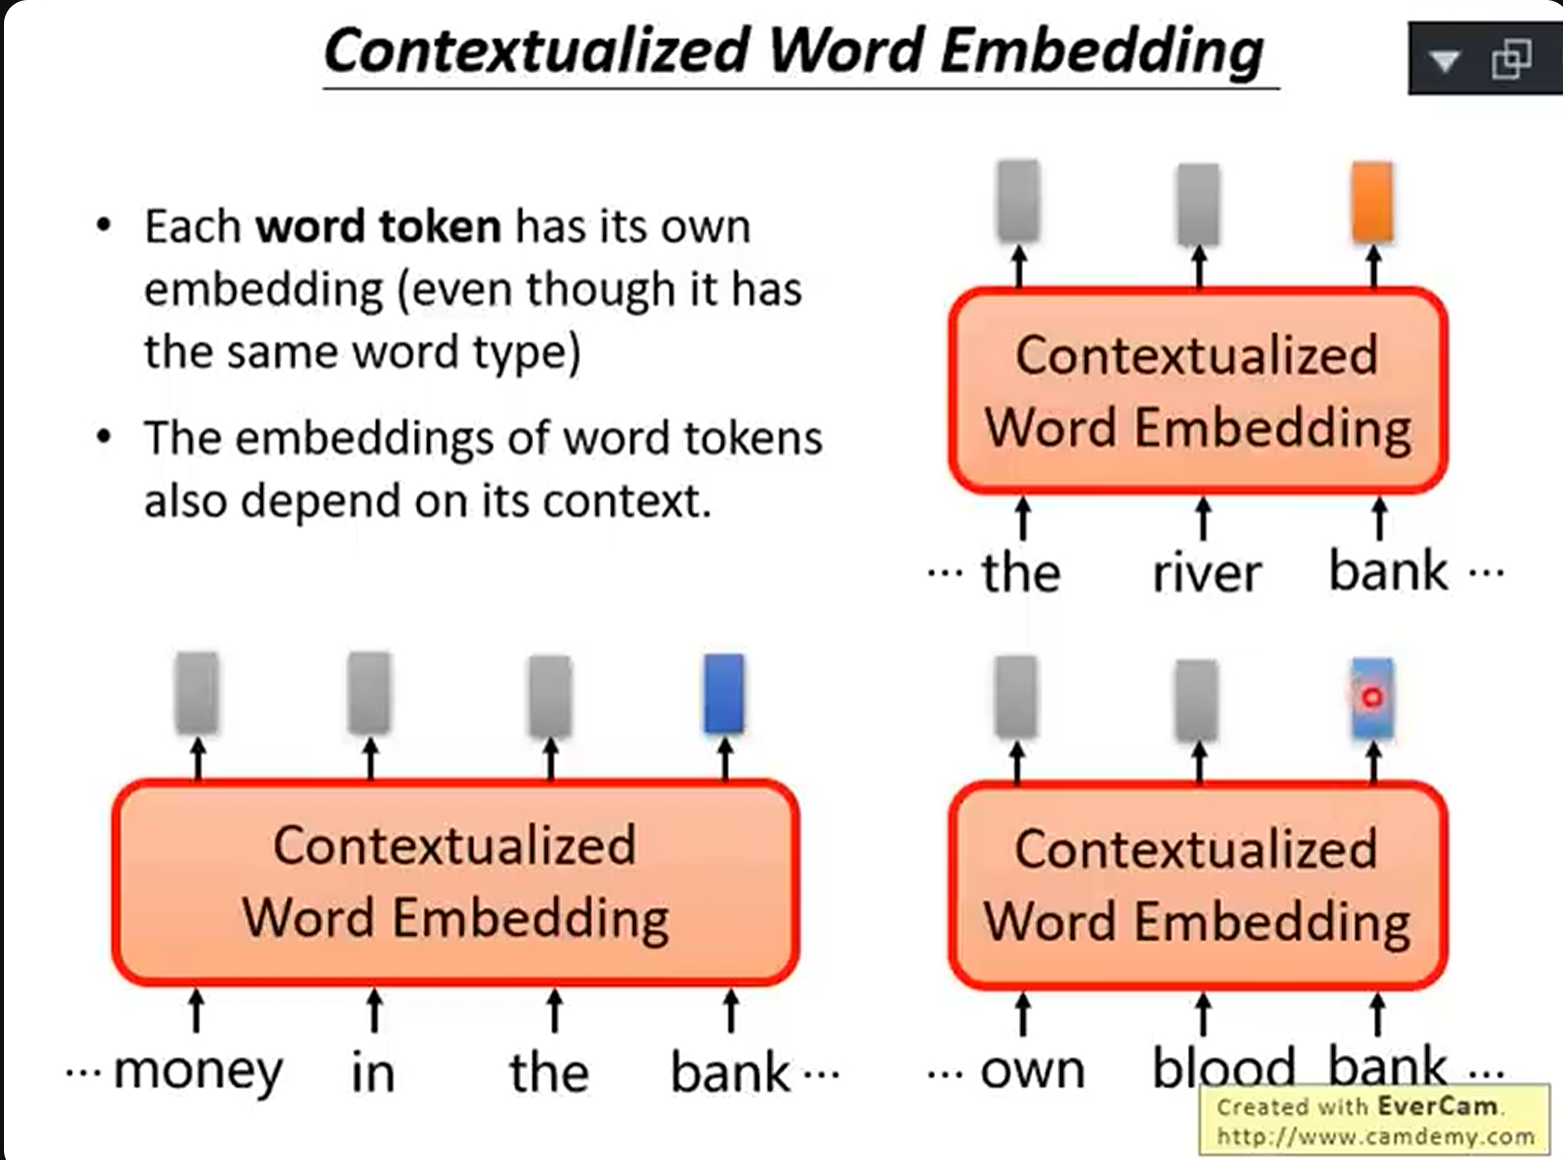 Contextualized Word Embedding
• Each word token has its own
embedding (even though it has
the same word type)
• The embeddings of word tokens
also depend on its context.
Contextualized
Word Embedding
… the river bank …
Contextualized
Word Embedding
… money in the bank …
Contextualized
Word Embedding
… own blood bank …
Created with EverCam.
http://www.camdemy.com